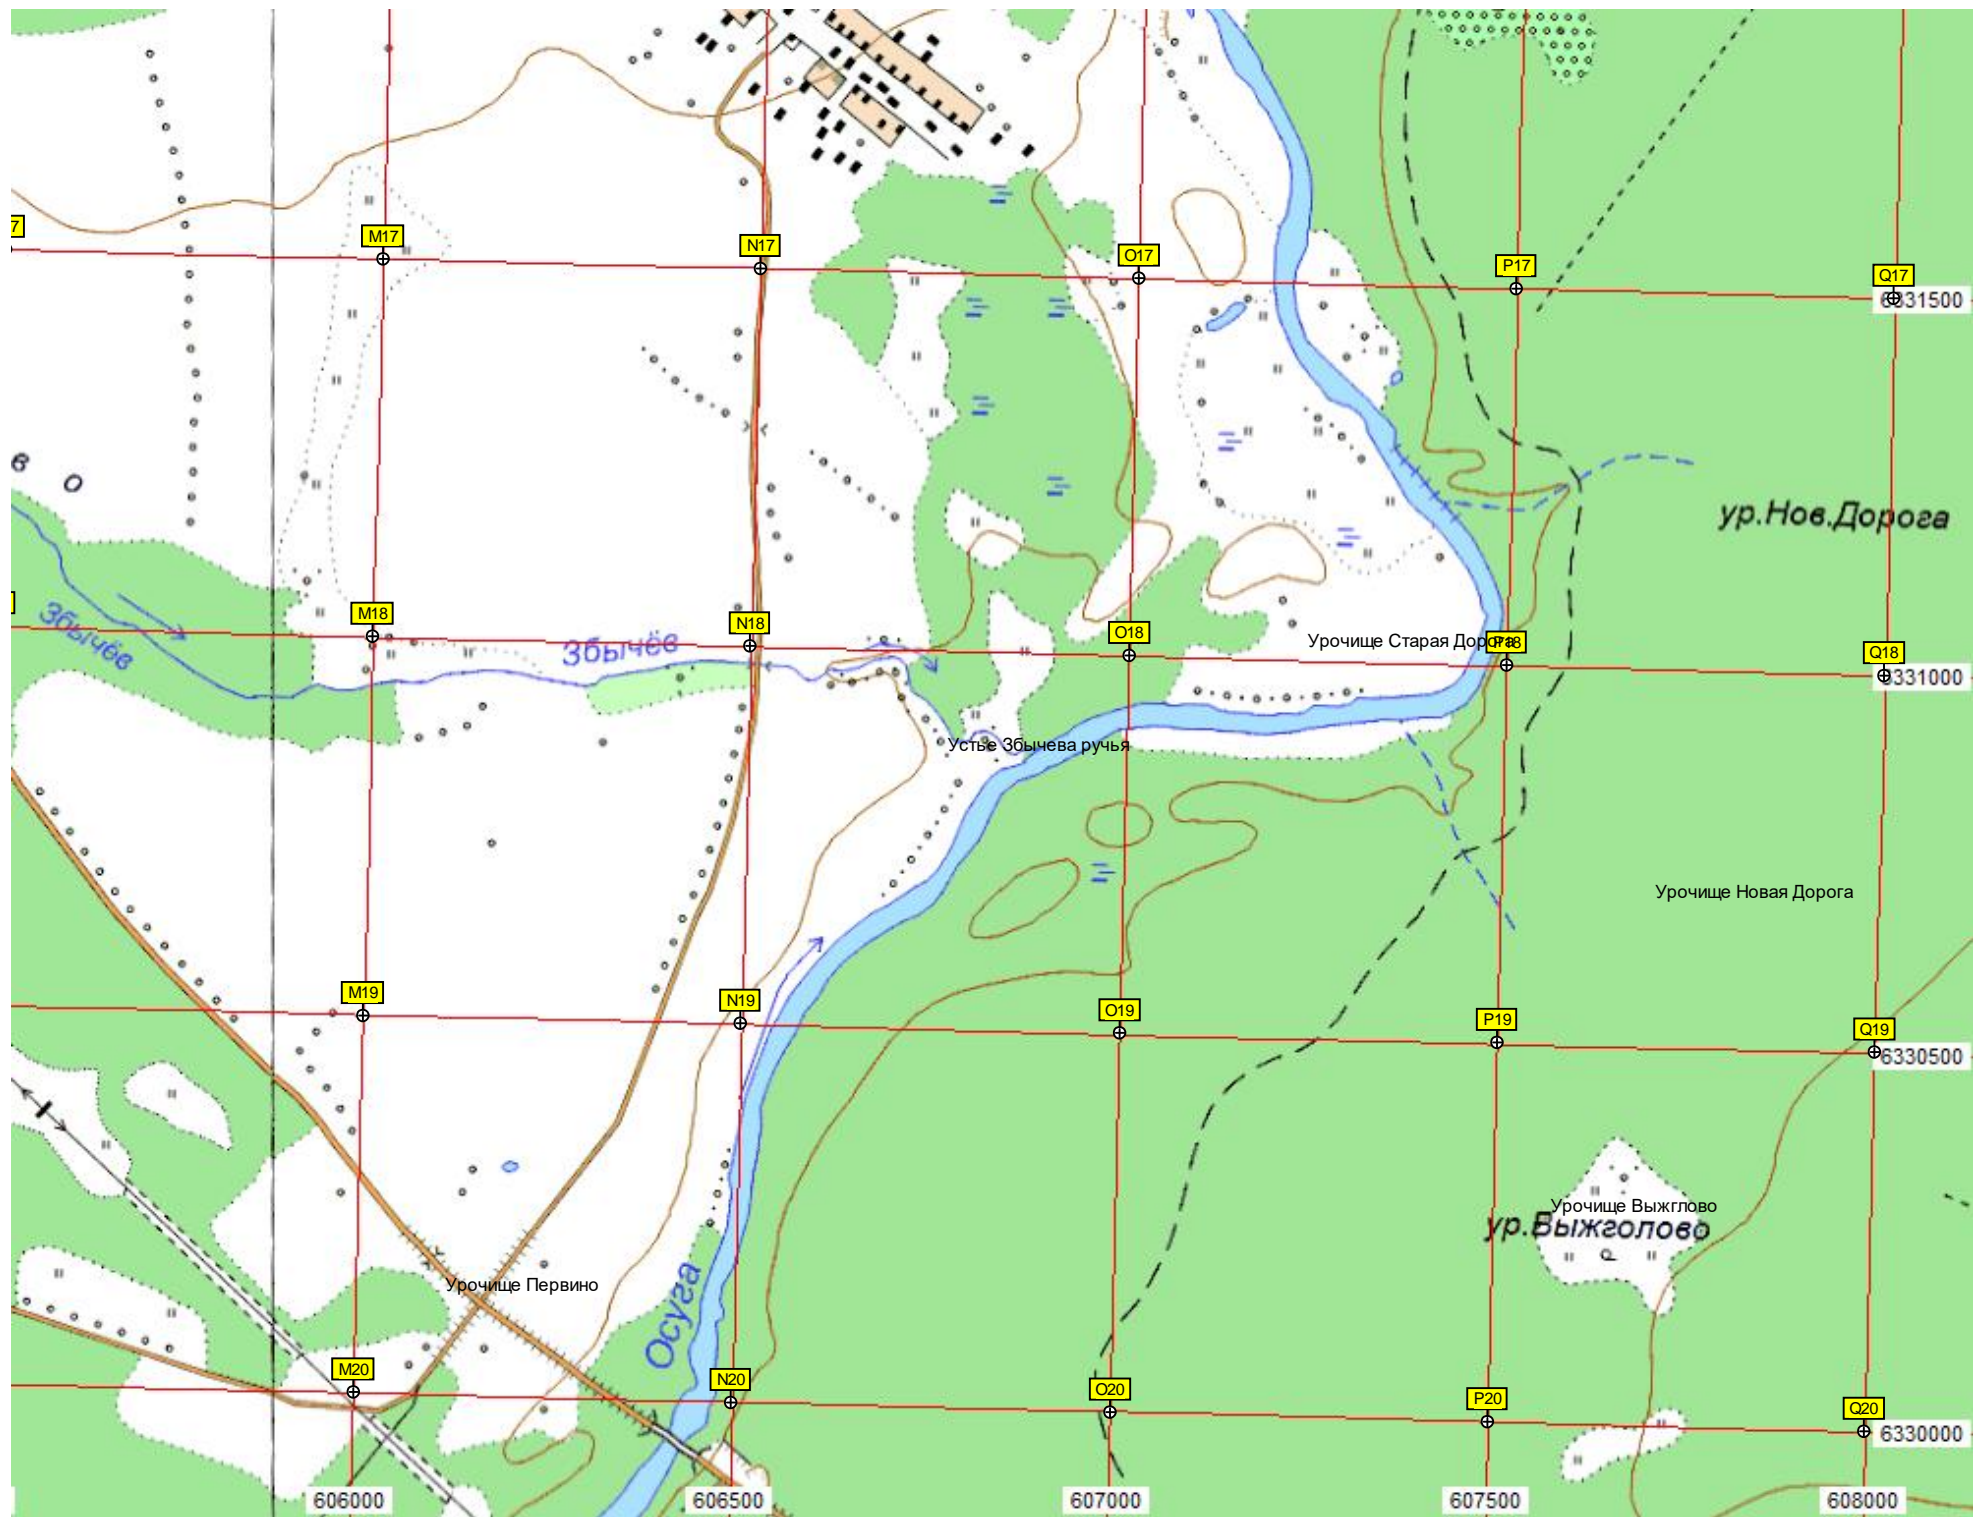 7
M17
N17
O17
P17
Q17
6331500
в О
ур.Нов.Дорога
Збычёв
M18
Збычёв
N18
O18
Урочище Старая Дорога
P18
Q18
6331000
Устье Збычева ручья
Урочище Новая Дорога
M19
N19
O19
P19
Q19
6330500
Урочище Выжглово
ур.Выжголово
Урочище Первино
Осуга
M20
N20
O20
P20
Q20
6330000
606000
606500
607000
607500
608000